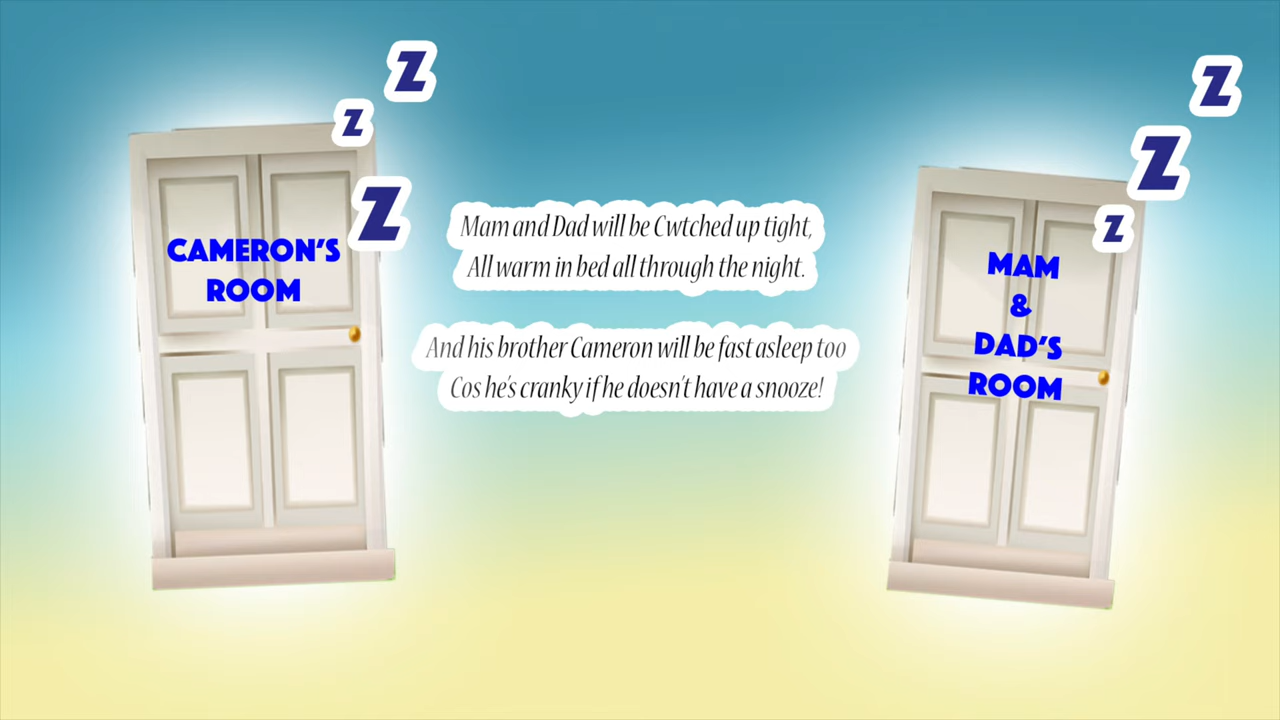 CAMERON'S
ROOM
Z
Z
Z
Mam and Dad will be Cwtched up tight,
All warm in bed all through the night.
And his brother Cameron will be fast asleep too
Cos he's cranky if he doesn't have a snooze!
Z
Z
Z
MAM
&
DAD'S
ROOM